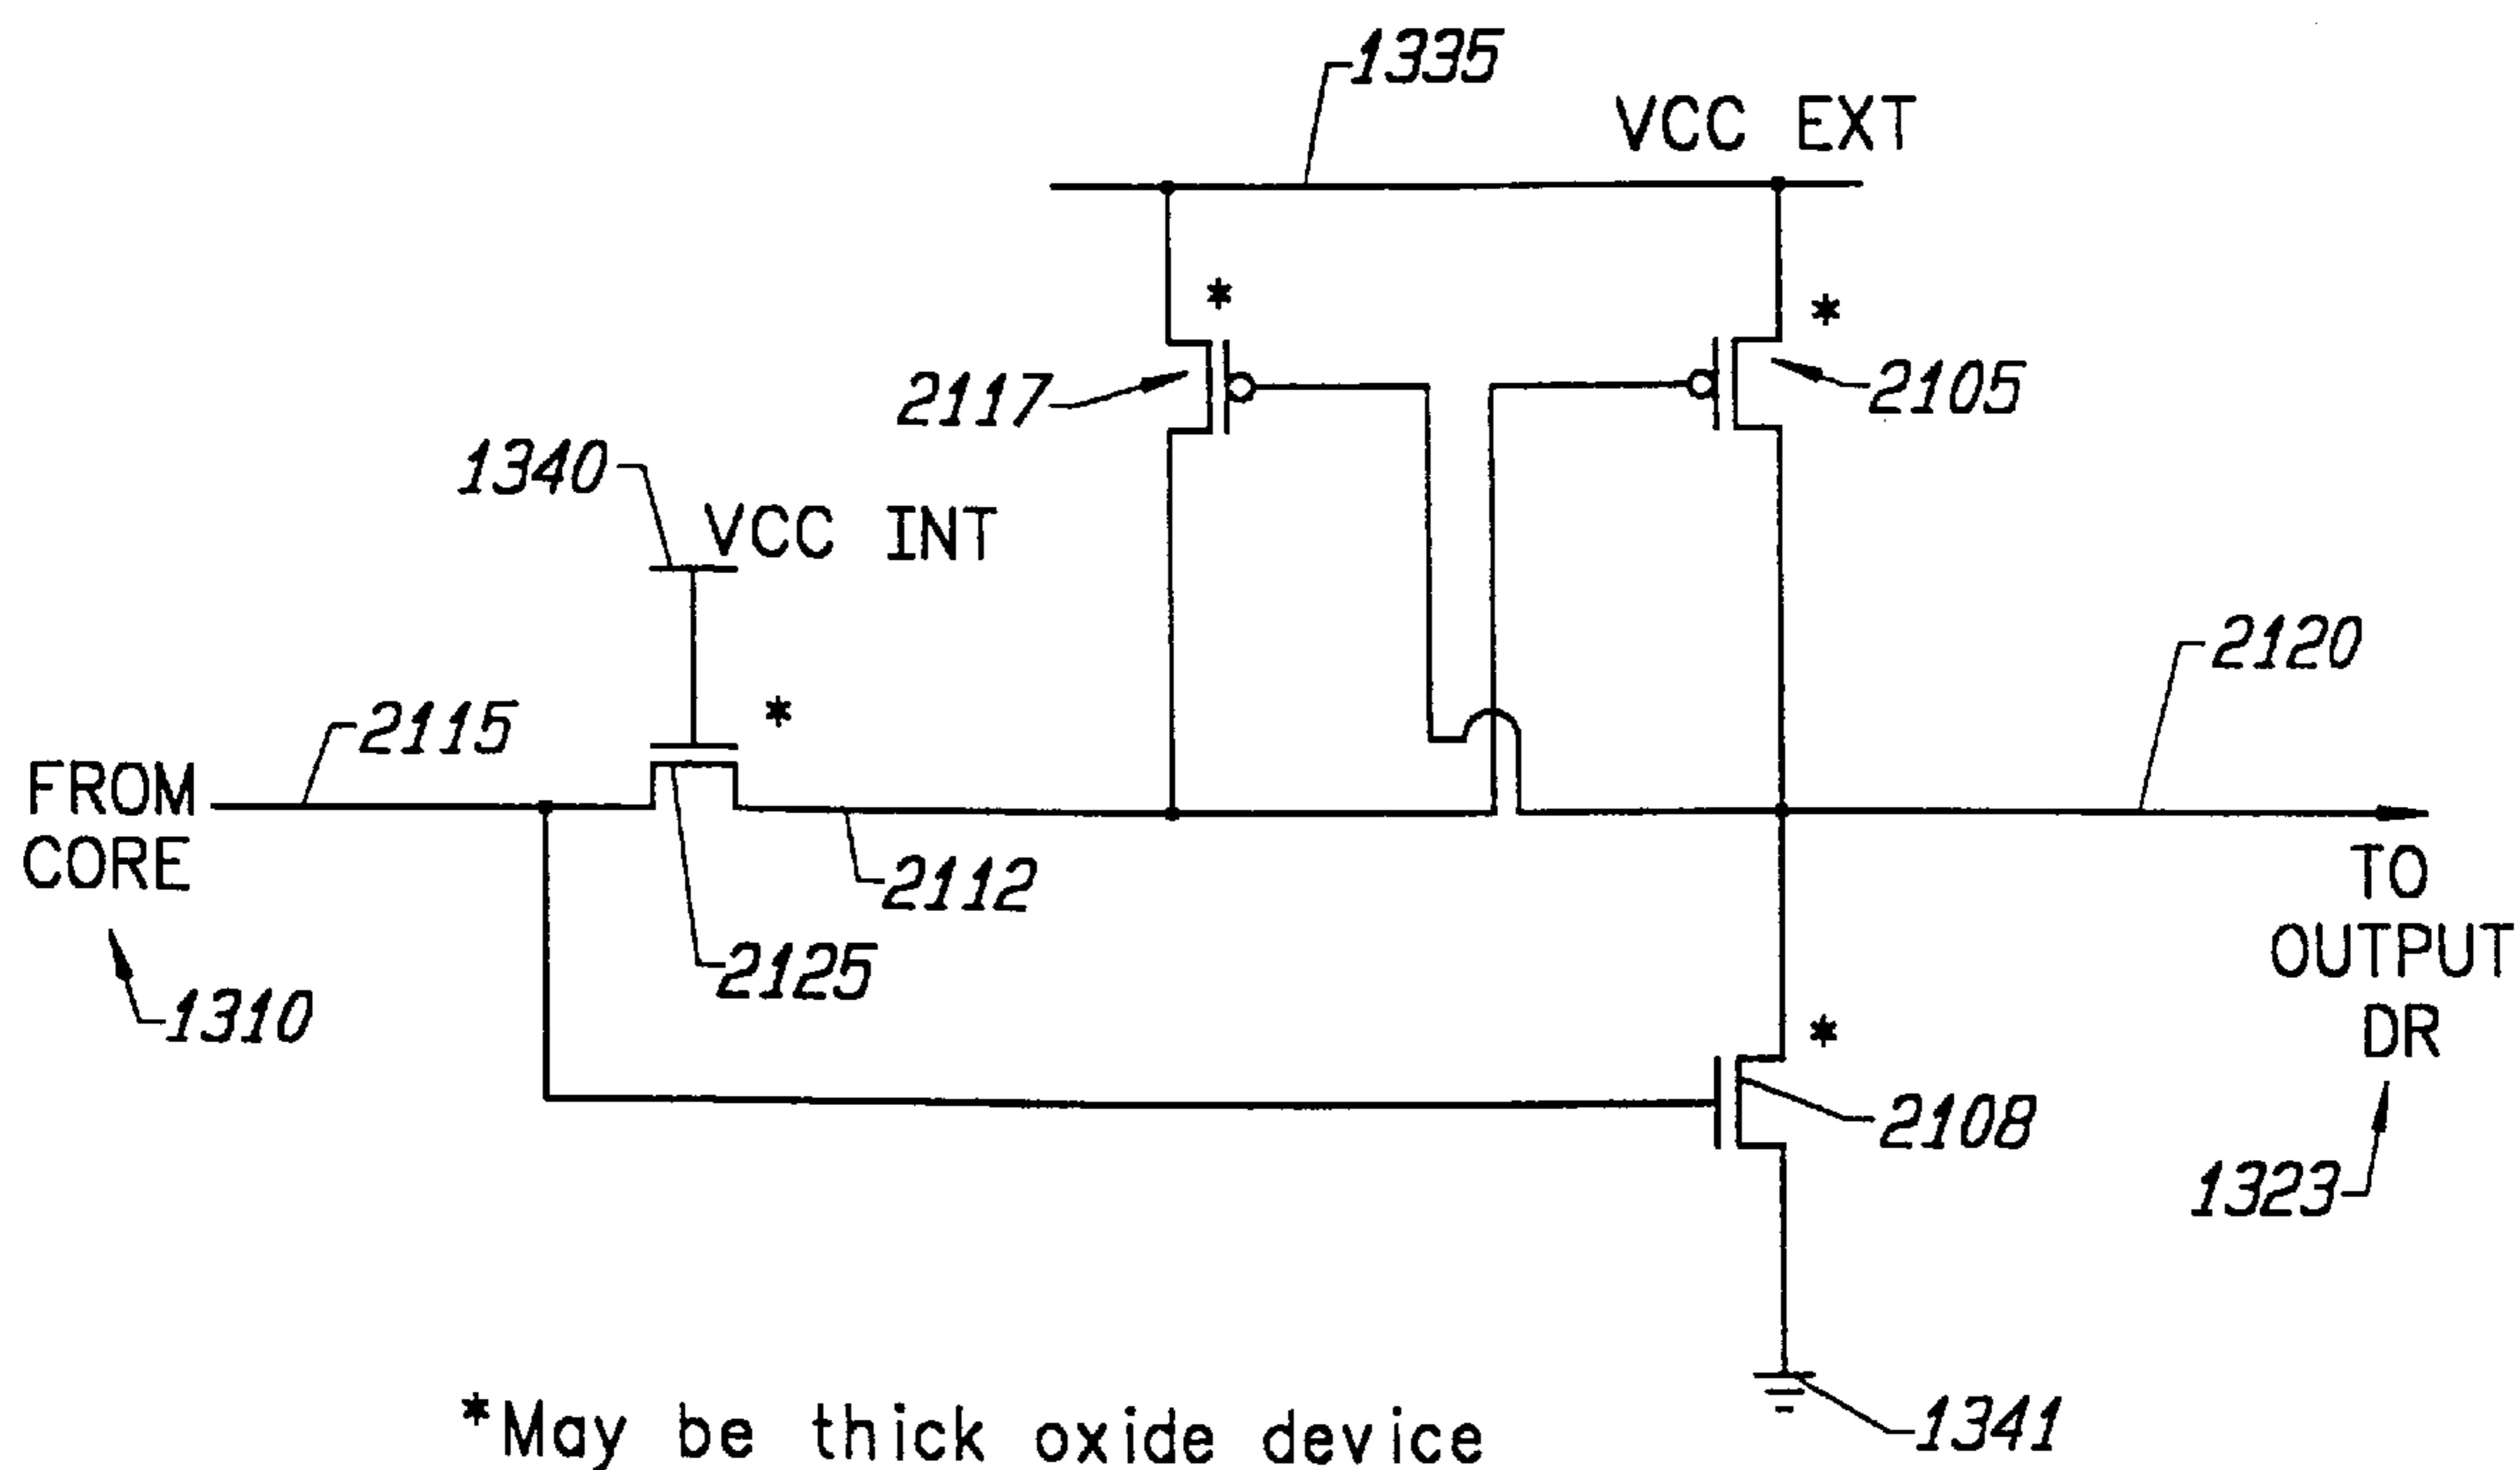 1335
VCC EXT
*
*
2117
2105
1340
VCC INT
2120
2115
*
FROM
CORE
2112
TO
OUTPUT
DR
2125
1310
*
2108
1323
*May be thick oxide device
1341